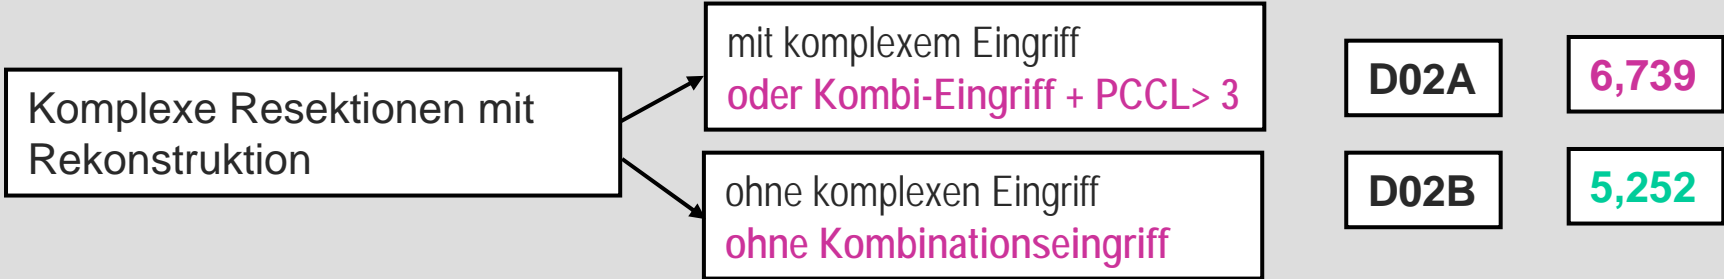 Komplexe Resektionen mit
Rekonstruktion
mit komplexem Eingriff
oder Kombi-Eingriff + PCCL> 3
D02A
6,739
ohne komplexen Eingriff
ohne Kombinationseingriff
D02B
5,252